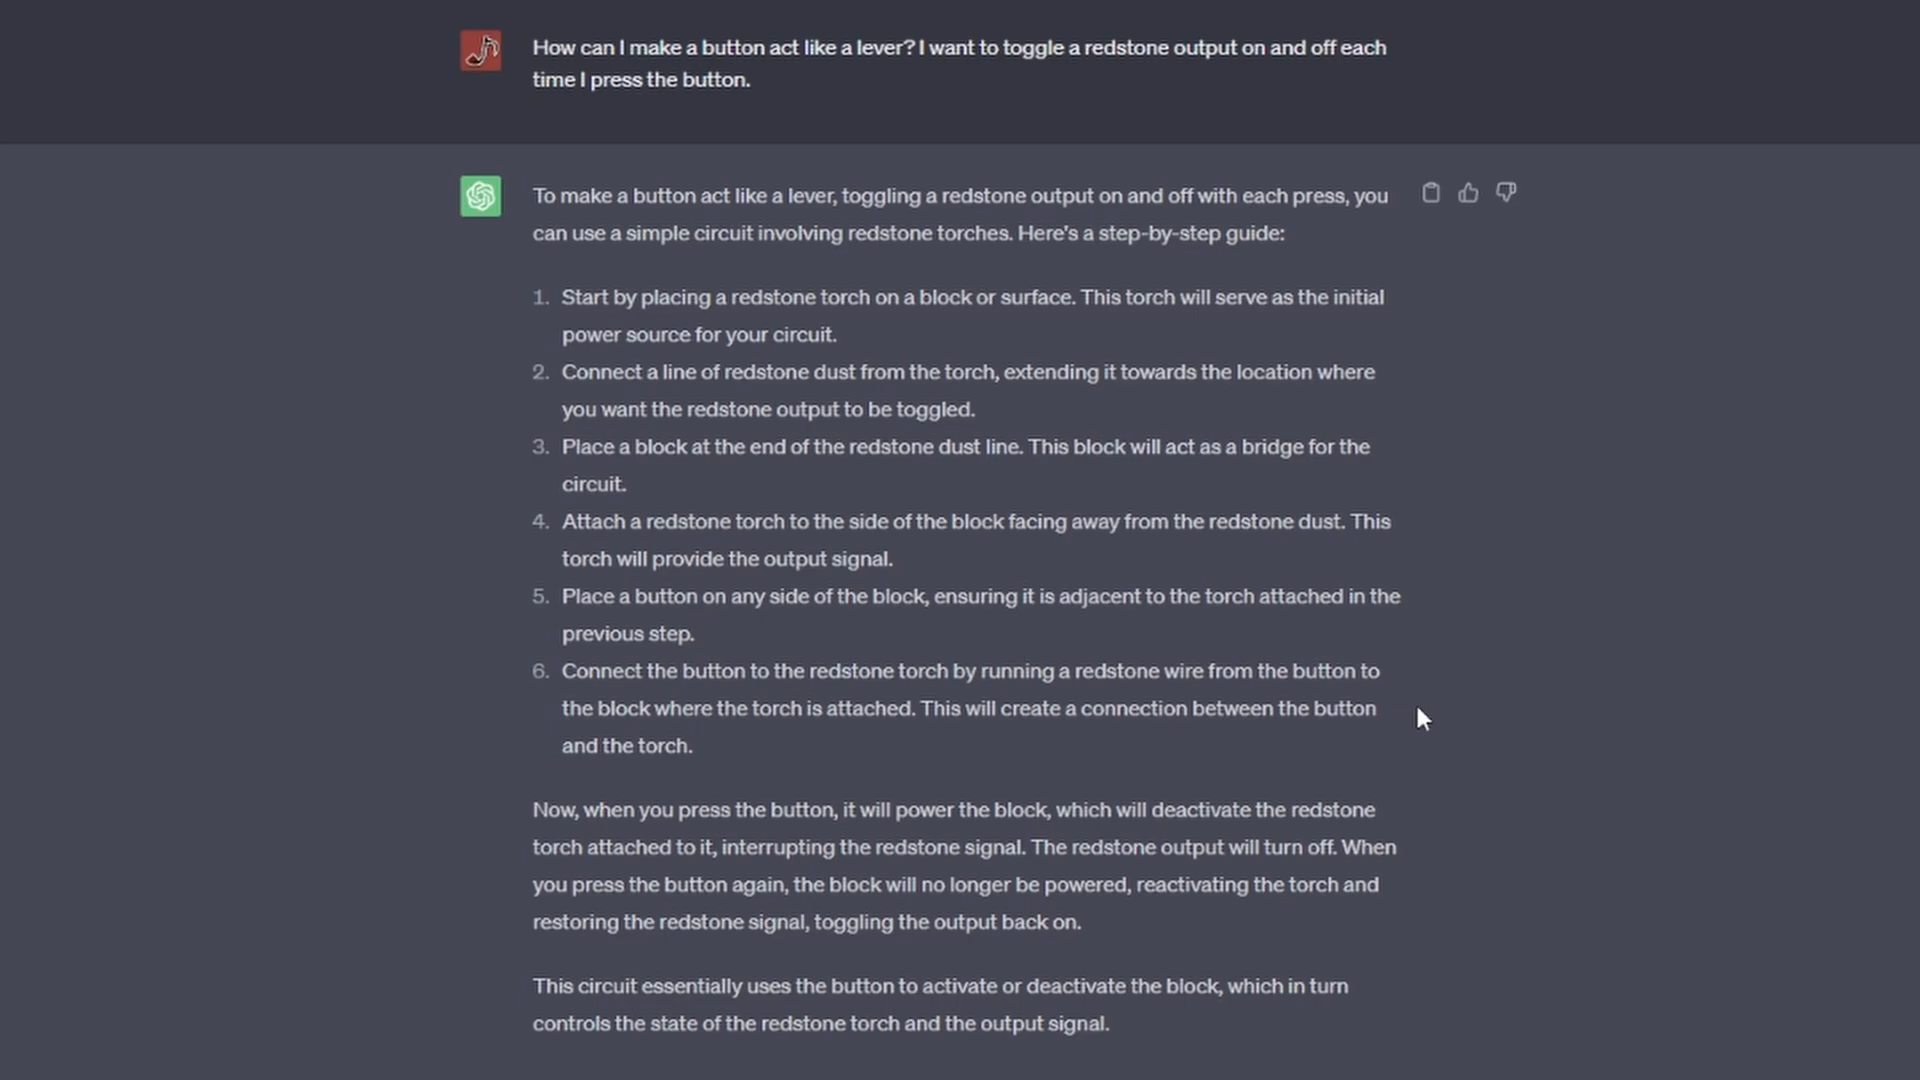 How can I make a button act like a lever? I want to toggle a redstone output on and off each
time I press the button.
To make a button act like a lever, toggling a redstone output on and off with each press, you
can use a simple circuit involving redstone torches. Here's a step-by-step guide:
1. Start by placing a redstone torch on a block or surface. This torch will serve as the initial
power source for your circuit.
2. Connect a line of redstone dust from the torch, extending it towards the location where
you want the redstone output to be toggled.
3. Place a block at the end of the redstone dust line. This block will act as a bridge for the
circuit.
4. Attach a redstone torch to the side of the block facing away from the redstone dust. This
torch will provide the output signal.
5. Place a button on any side of the block, ensuring it is adjacent to the torch attached in the
previous step.
6. Connect the button to the redstone torch by running a redstone wire from the button to
the block where the torch is attached. This will create a connection between the button
and the torch.
Now, when you press the button, it will power the block, which will deactivate the redstone
torch attached to it, interrupting the redstone signal. The redstone output will turn off. When
you press the button again, the block will no longer be powered, reactivating the torch and
restoring the redstone signal, toggling the output back on.
This circuit essentially uses the button to activate or deactivate the block, which in turn
controls the state of the redstone torch and the output signal.